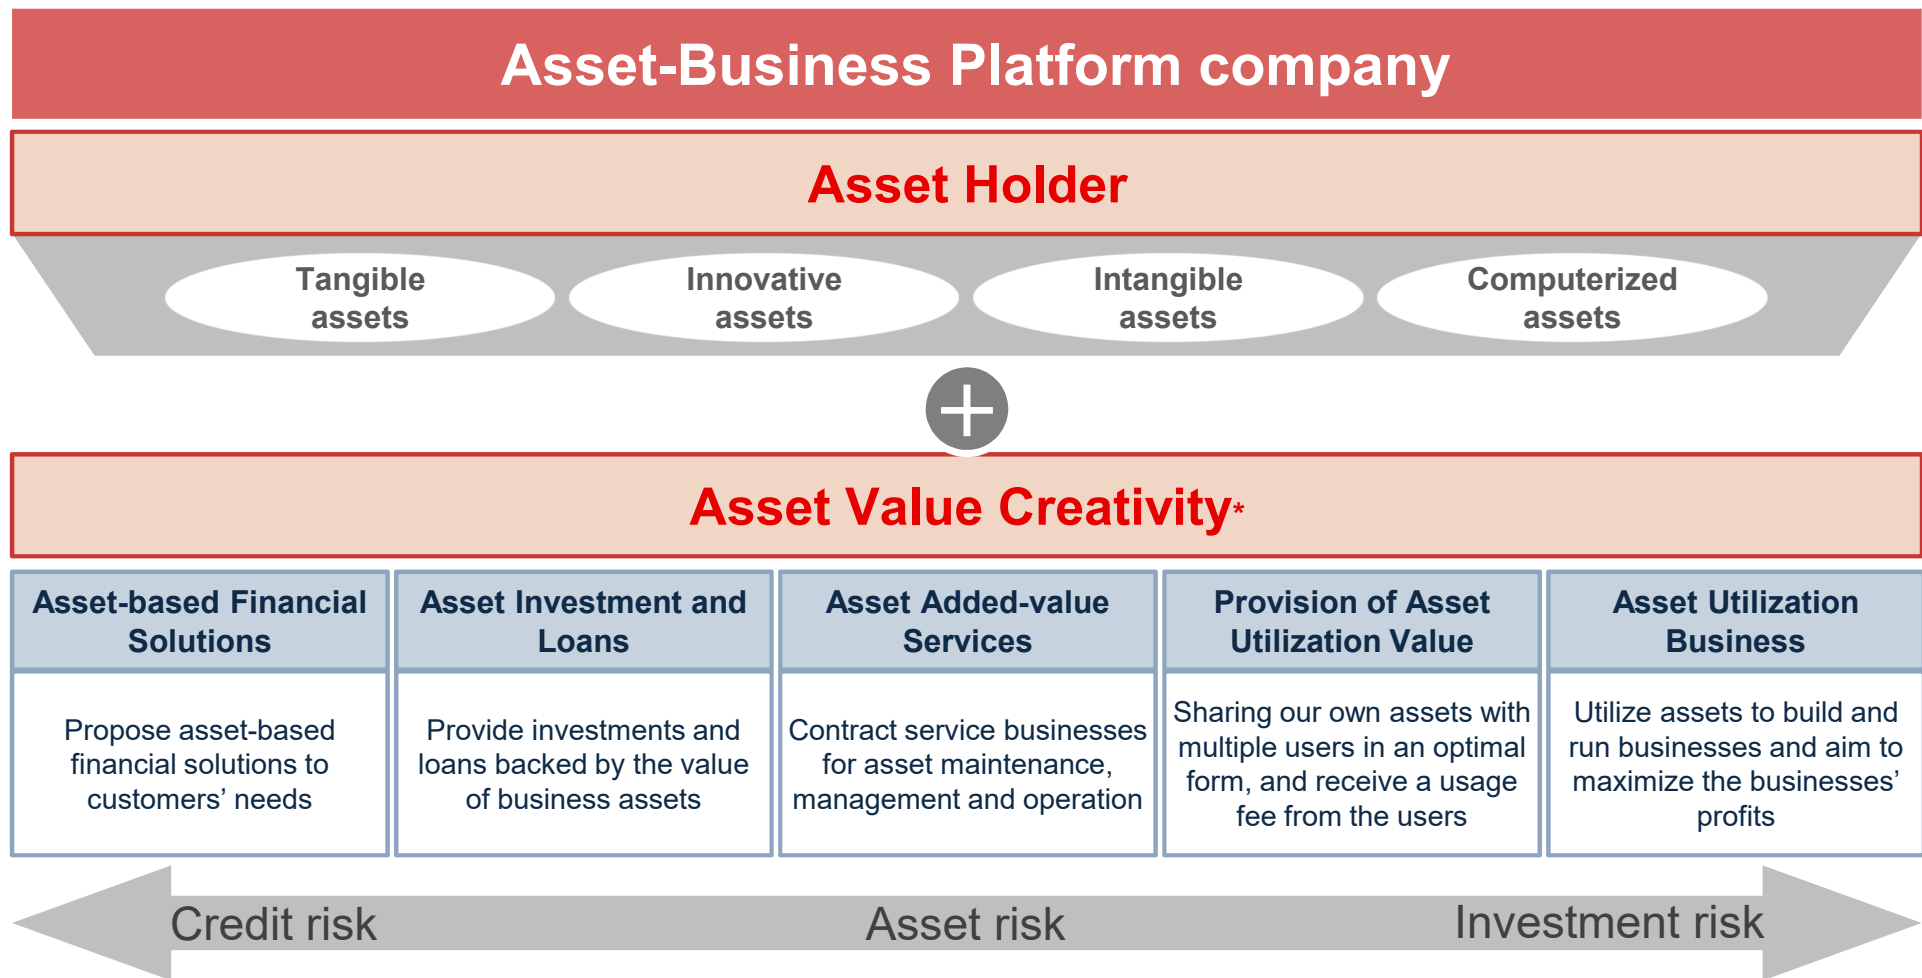 Asset-Business Platform company
Asset Holder
Tangible
assets
Innovative
assets
Intangible
assets
Computerized
assets
+
Asset Value Creativity*
Asset-based Financial
Solutions
Asset Investment and
Loans
Asset Added-value
Services
Provision of Asset
Utilization Value
Asset Utilization
Business
Propose asset-based
financial solutions to
customers’ needs
Provide investments and
loans backed by the value
of business assets
Contract service businesses
for asset maintenance,
management and operation
Sharing our own assets with
multiple users in an optimal
form, and receive a usage
fee from the users
Utilize assets to build and
run businesses and aim to
maximize the businesses’
profits
Credit risk
Asset risk
Investment risk